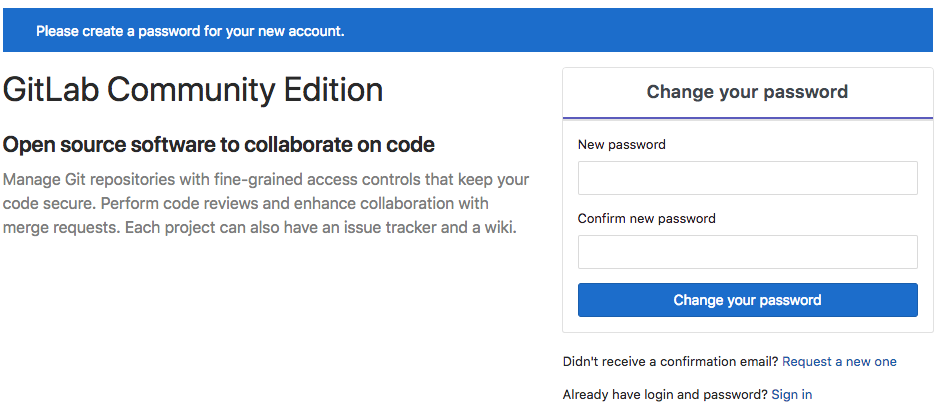 Please create a password for your new account.
GitLab Community Edition
Open source software to collaborate on code
Manage Git repositories with fine-grained access controls that keep your
code secure. Perform code reviews and enhance collaboration with
merge requests. Each project can also have an issue tracker and a wiki.
Change your password
New password
Confirm new password
Change your password
Didn't receive a confirmation email? Request a new one
Already have login and password? Sign in